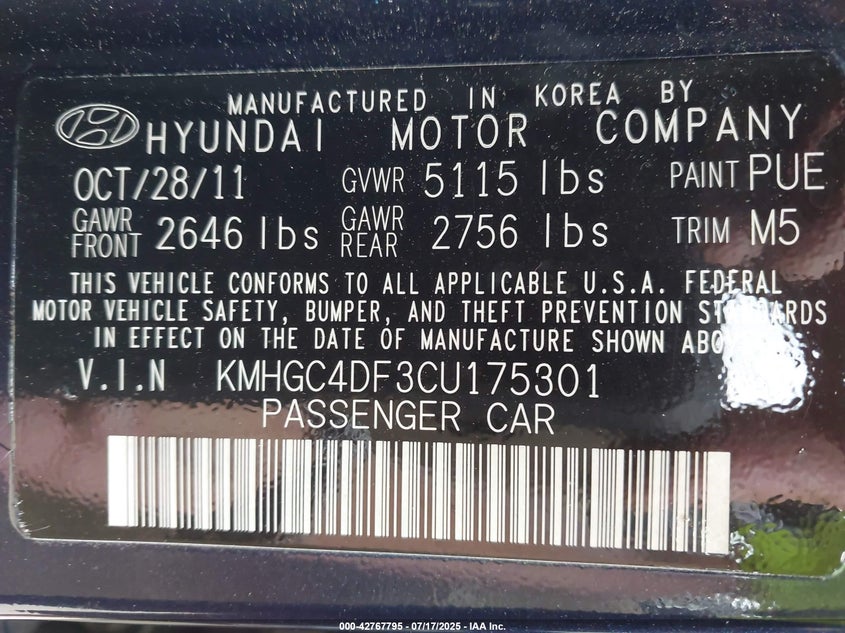 MANUFACTURED IN KOREA BY
HYUNDAI MOTOR COMPANY
OCT/28/11 GVWR 5115 lbs PAINT PUE
GAWR FRONT 2646 lbs GAWR REAR 2756 lbs TRIM M5
THIS VEHICLE CONFORMS TO ALL APPLICABLE U.S.A. FEDERAL
MOTOR VEHICLE SAFETY, BUMPER, AND THEFT PREVENTION
IN EFFECT ON THE DATE OF MANUFACTURE SHOWN
V.I.N KMHGC4DF3CU175301
PASSENGER CAR
000-42767795 - 07/17/2025 - IAA Inc.